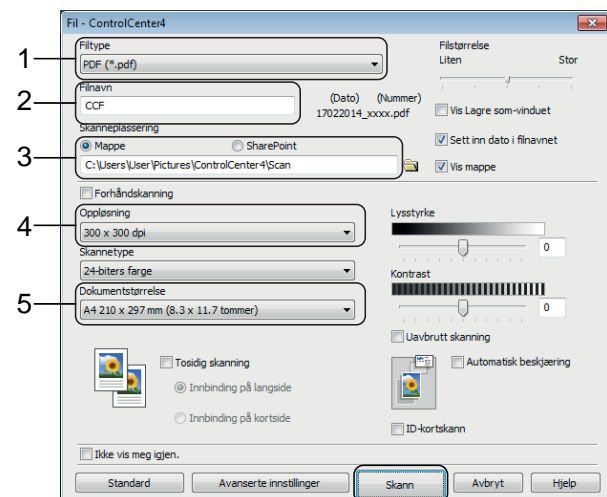 Fil - ControlCenter4
1
Filtype
PDF (*.pdf)
Filstørrelse
Liten Stor
2
Filnavn
CCF
(Dato) (Nummer)
17022014_xxxx.pdf
Vis Lagre som-vinduet
Skanneplassering
Sett inn dato i filnavnet
3
Mappe SharePoint
C:\Users\User\Pictures\ControlCenter4\Scan
Vis mappe
Forhåndskanning
4
Oppløsning
300 x 300 dpi
Lysstyrke
0
Skannetype
24-biters farge
Kontrast
0
5
Dokumentstørrelse
A4 210 x 297 mm (8.3 x 11.7 tommer)
Uavbrutt skanning
Tosidig skanning
Innbinding på langside
Innbinding på kortside
Automatisk beskjæring
ID-kortskann
Ikke vis meg igjen.
Standard Avanserte innstillinger Skann Avbryt Hjelp